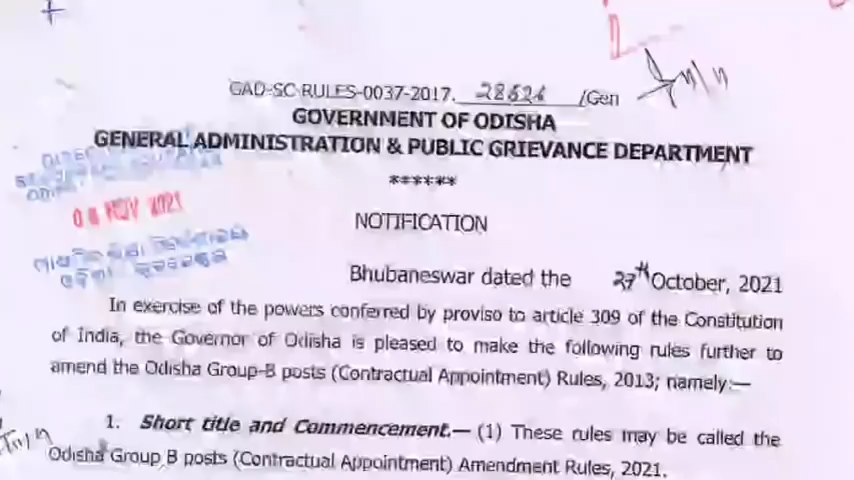 GAD-SC-RULES-0037-2017. 28626 /Gen
GOVERNMENT OF ODISHA
GENERAL ADMINISTRATION & PUBLIC GRIEVANCE DEPARTMENT
******
NOTIFICATION
NOV 2021
Bhubaneswar dated the 27th October, 2021
In exercise of the powers conferred by proviso to article 309 of the Constitution
of India, the Governor of Odisha is pleased to make the following rules further to
amend the Odisha Group-B posts (Contractual Appointment) Rules, 2013; namely:—
1. Short title and Commencement.— (1) These rules may be called the
Odisha Group B posts (Contractual Appointment) Amendment Rules, 2021.